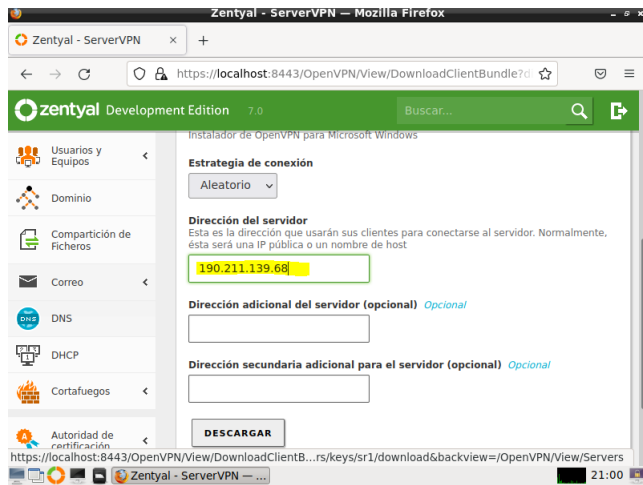 Zentyal - ServerVPN — Mozilla Firefox
Zentyal - ServerVPN
https://localhost:8443/OpenVPN/View/DownloadClientBundle?d
zentyal Development Edition 7.0
Buscar...
Usuarios y
Equipos
Dominio
Compartición de
Ficheros
Correo
DNS
DHCP
Cortafuegos
Autoridad de
certificación
Instalador de OpenVPN para Microsoft Windows
Estrategia de conexión
Aleatorio
Dirección del servidor
Esta es la dirección que usarán sus clientes para conectarse al servidor. Normalmente,
ésta será una IP pública o un nombre de host
190.211.139.68
Dirección adicional del servidor (opcional) Opcional
Dirección secundaria adicional para el servidor (opcional) Opcional
DESCARGAR
https://localhost:8443/OpenVPN/View/DownloadClientB...rs/keys/sr1/download&backview=/OpenVPN/View/Servers
Zentyal - ServerVPN — ...
21:00